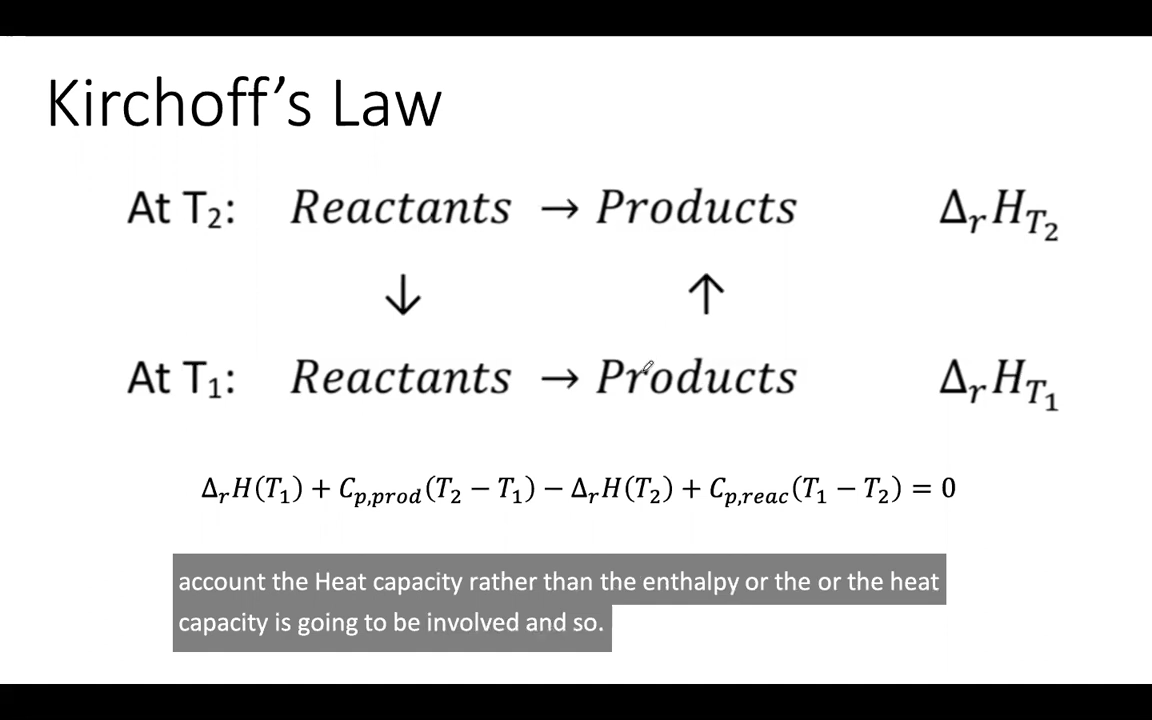 Kirchoff’s Law
At T₂: Reactants → Products Δ_rH_T₂
↓ ↑
At T₁: Reactants → Products Δ_rH_T₁
Δ_rH(T₁) + C_p,prod(T₂ − T₁) − Δ_rH(T₂) + C_p,reac(T₁ − T₂) = 0
account the Heat capacity rather than the enthalpy or the or the heat
capacity is going to be involved and so.